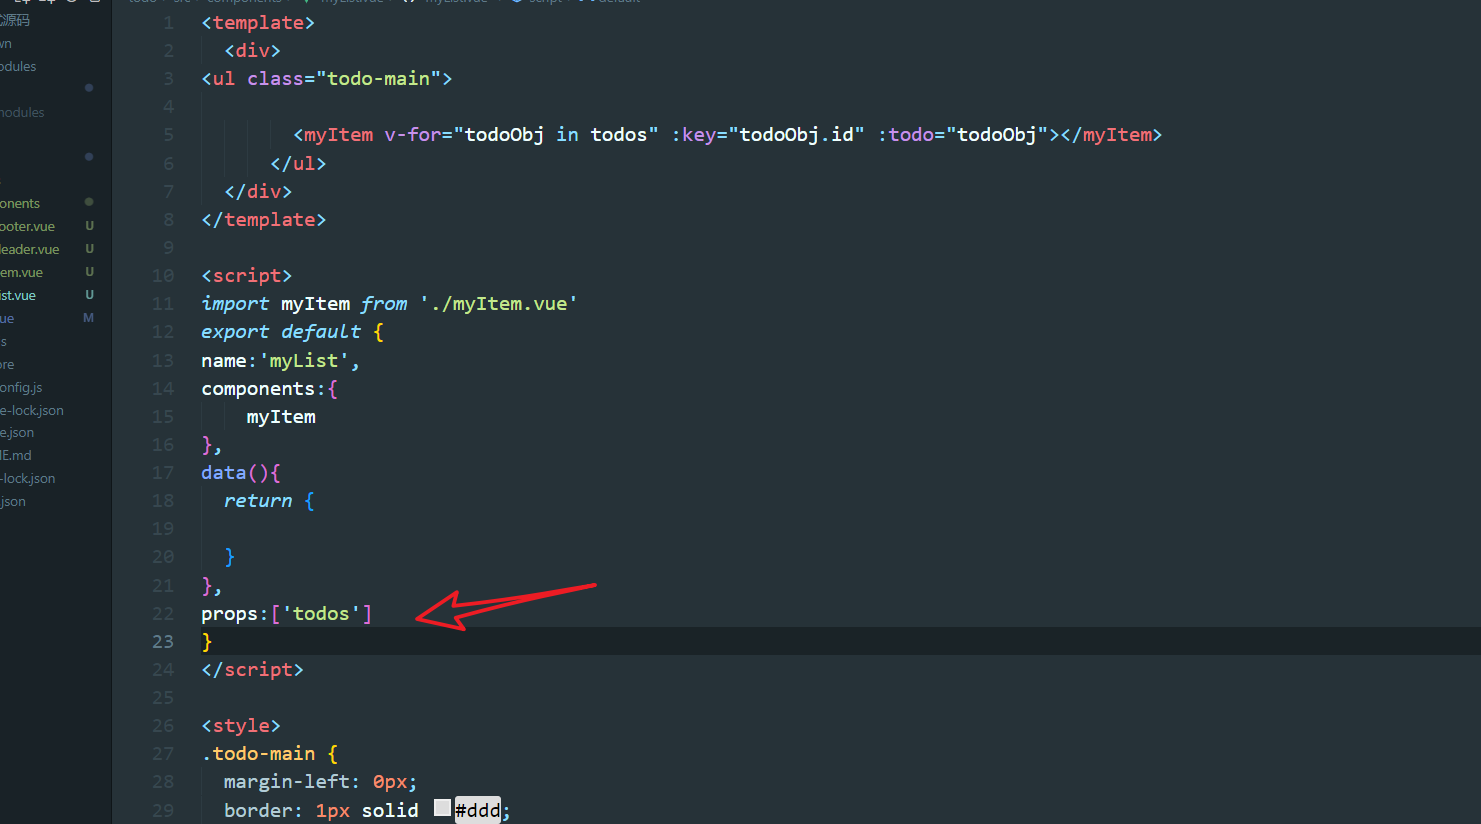 源码
wn
odules
nodules
onents
ooter.vue U
leader.vue U
em.vue U
ist.vue U
ue M
s
ore
onfig.js
e-lock.json
e.json
IE.md
-lock.json
.json
1 <template>
2 <div>
3 <ul class="todo-main">
4
5 <myItem v-for="todoObj in todos" :key="todoObj.id" :todo="todoObj"></myItem>
6 </ul>
7 </div>
8 </template>
9
10 <script>
11 import myItem from './myItem.vue'
12 export default {
13 name:'myList',
14 components:{
15 myItem
16 },
17 data(){
18 return {
19
20 }
21 },
22 props:['todos']
23 }
24 </script>
25
26 <style>
27 .todo-main {
28 margin-left: 0px;
29 border: 1px solid #ddd;